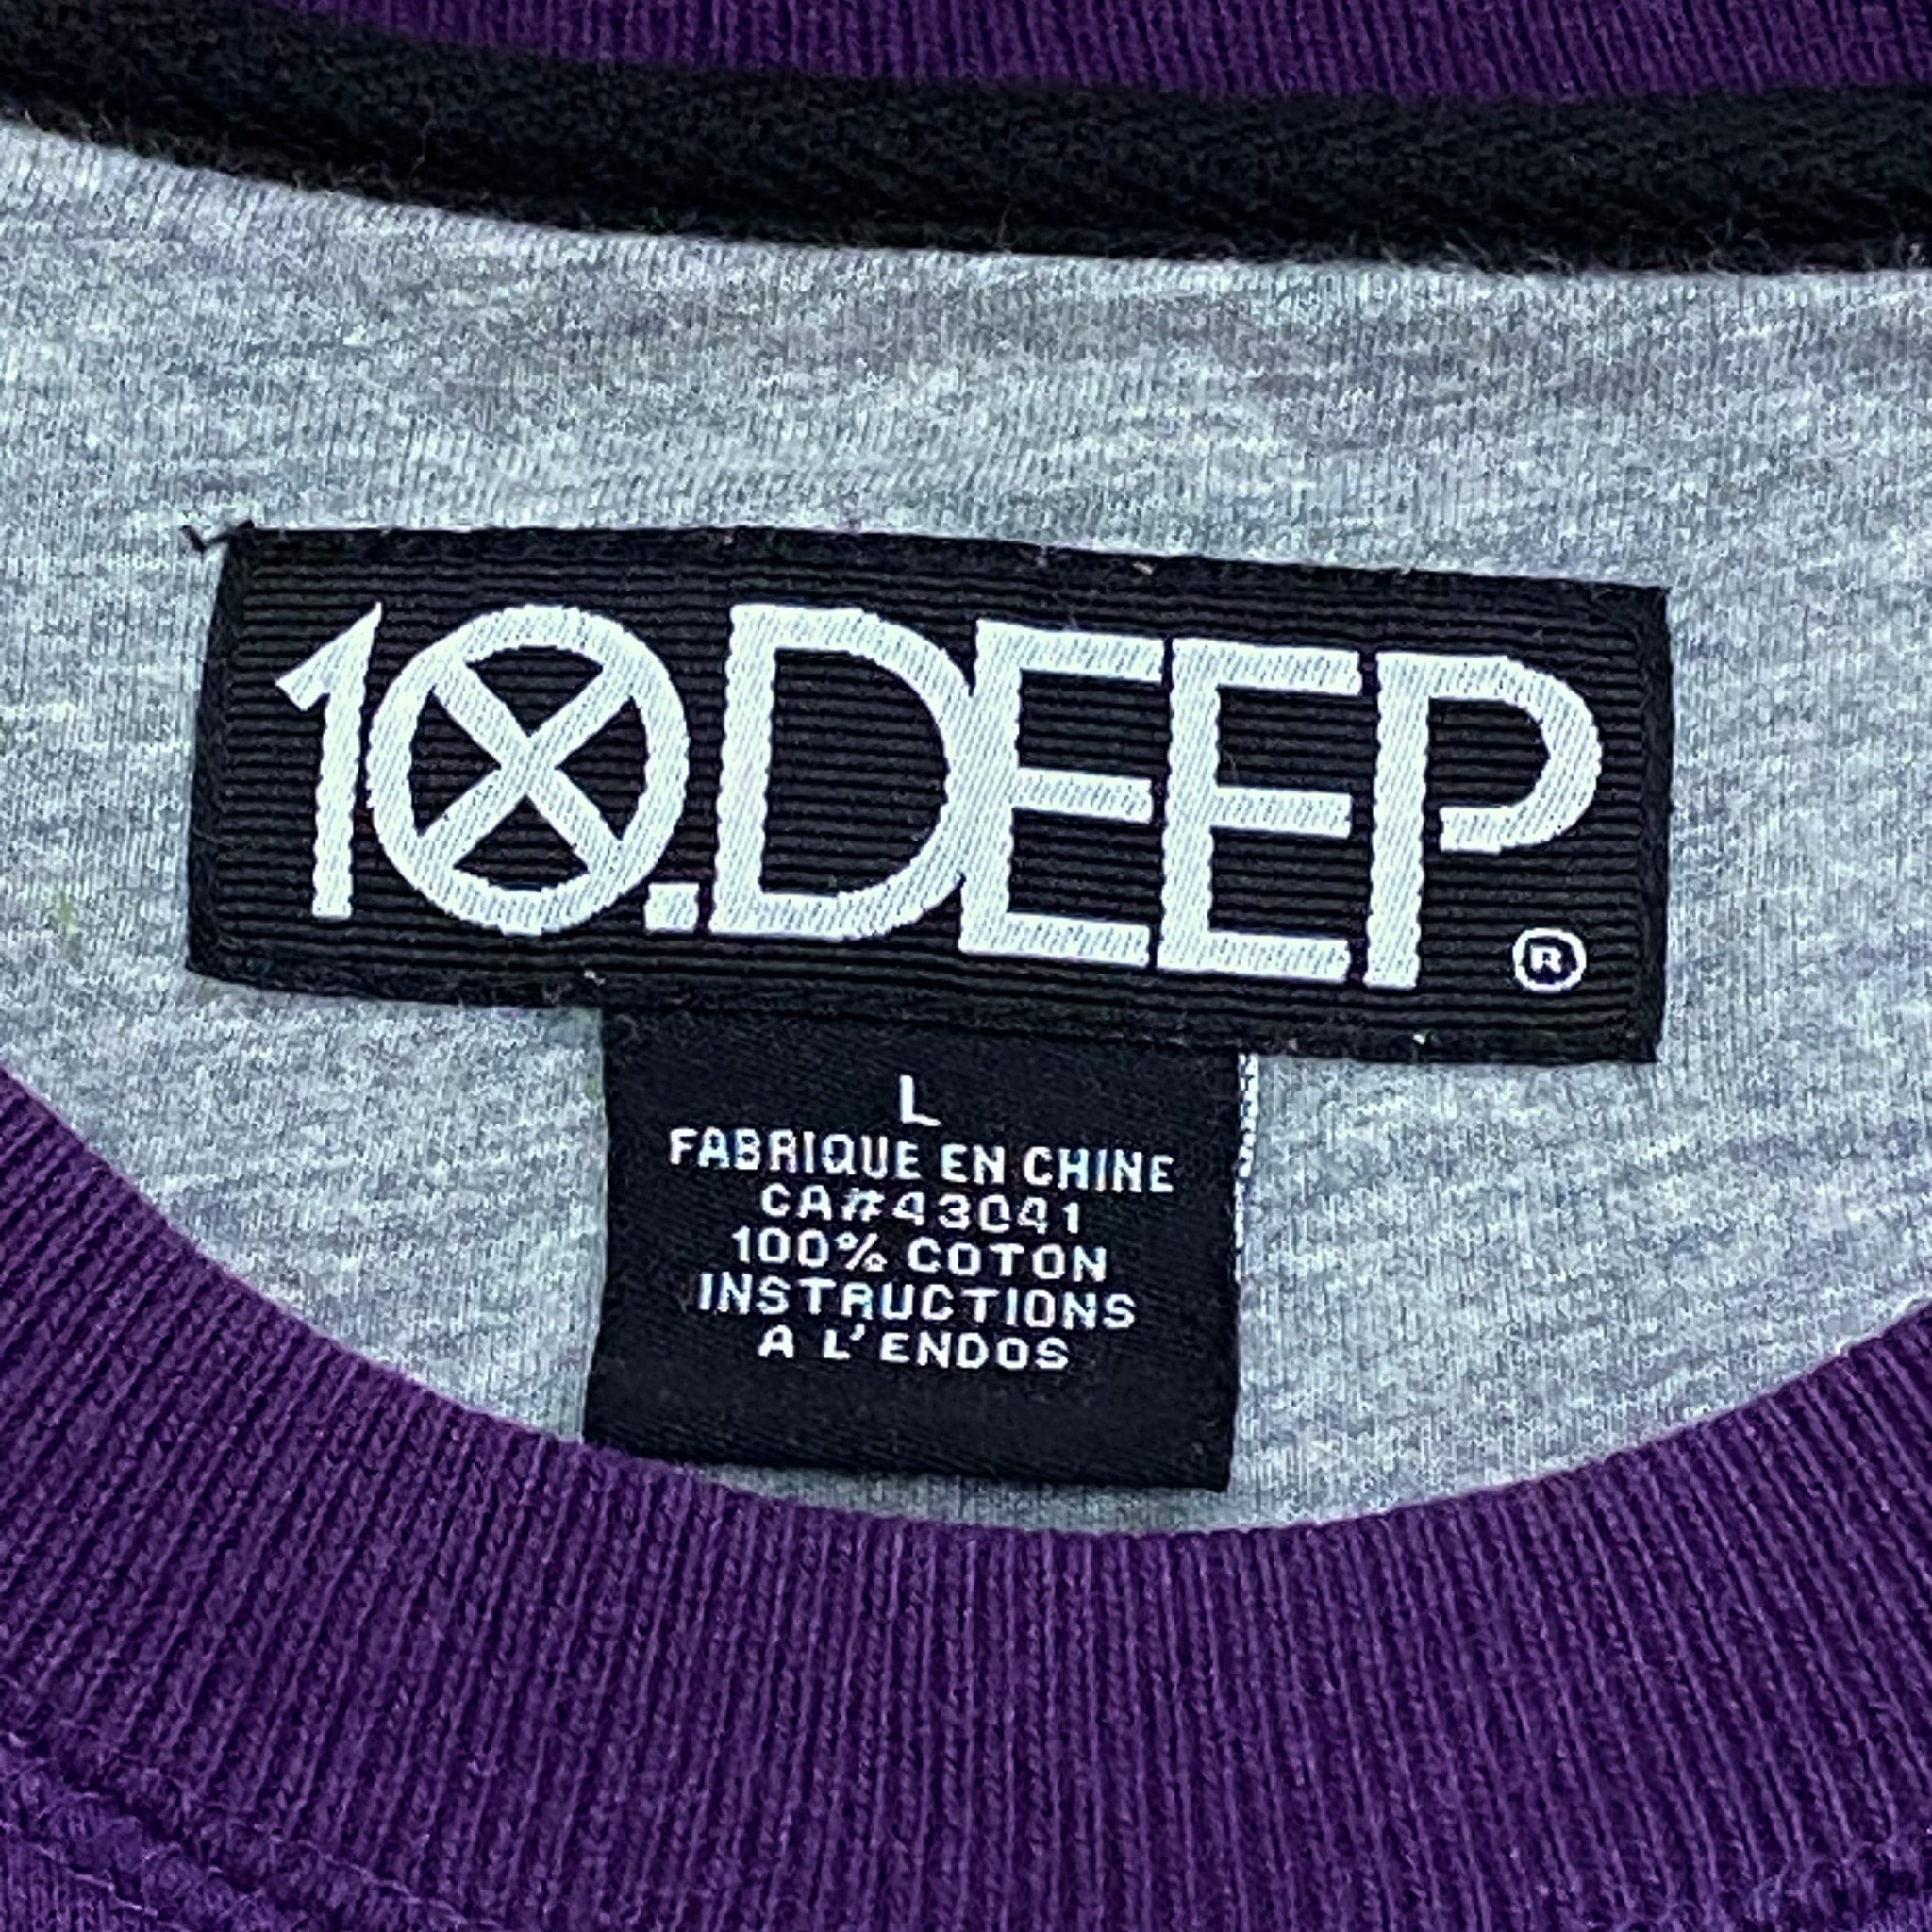 10.DEEP
®
L
FABRIQUE EN CHINE
CA#43041
100% COTON
INSTRUCTIONS
A L'ENDOS